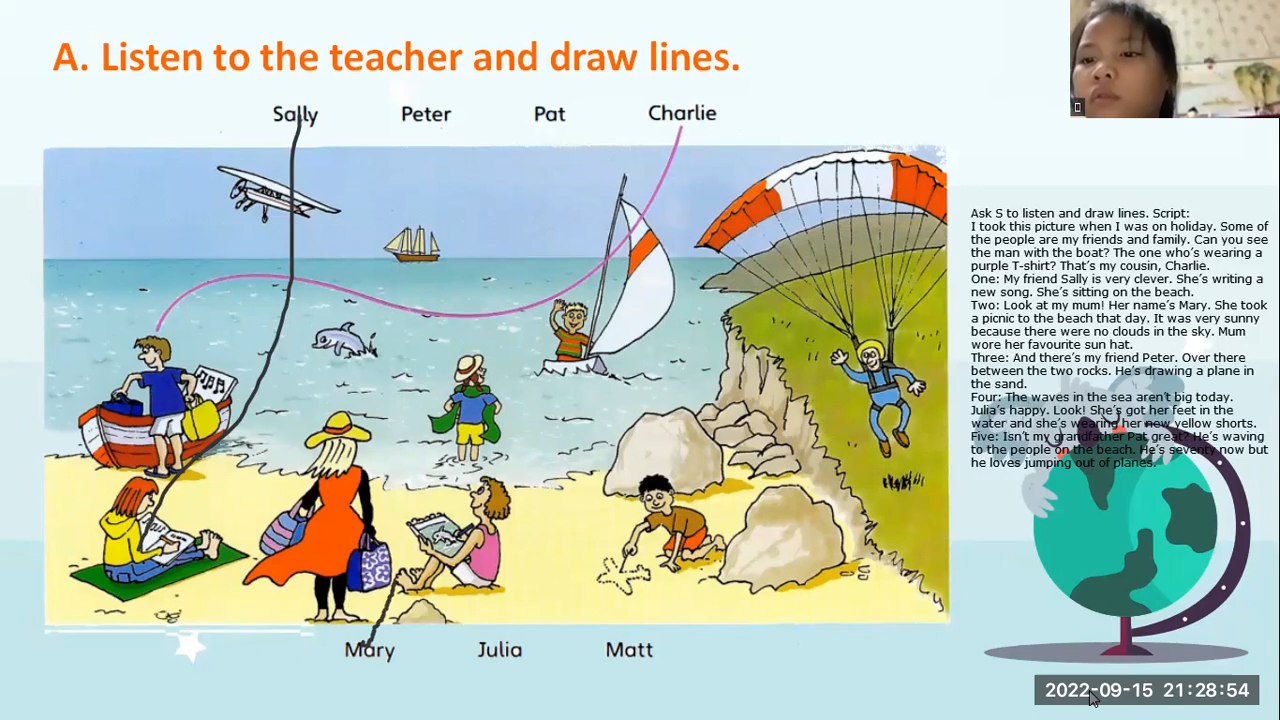 A. Listen to the teacher and draw lines.
Sally Peter Pat Charlie
Ask S to listen and draw lines. Script:
I took this picture when I was on holiday. Some of
the people are my friends and family. Can you see
the man with the boat? The one who's wearing a
purple T-shirt? That's my cousin, Charlie.
One: My friend Sally is very clever. She's writing a
new song. She's sitting on the beach.
Two: Look at my mum! Her name's Mary. She took
a picnic to the beach that day. It was very sunny
because there were no clouds in the sky. Mum
wore her favourite sun hat.
Three: And there's my friend Peter. Over there
between the two rocks. He's drawing a plane in
the sand.
Four: The waves in the sea aren't big today.
Julia's happy. Look! She's got her feet in the
water and she's wearing her new yellow shorts.
Five: Isn't my grandfather Pat great? He's waving
to the people on the beach. He's seventy now but
he loves jumping out of planes.
Mary Julia Matt
2022-09-15 21:28:54